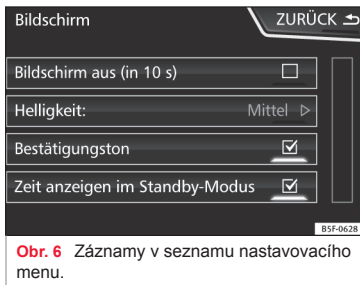 Bildschirm
ZURÜCK
Bildschirm aus (in 10 s)
Helligkeit:
Mittel
Bestätigungston
Zeit anzeigen im Standby-Modus
B5F-0628
Obr. 6 Záznamy v seznamu nastavovacího
menu.